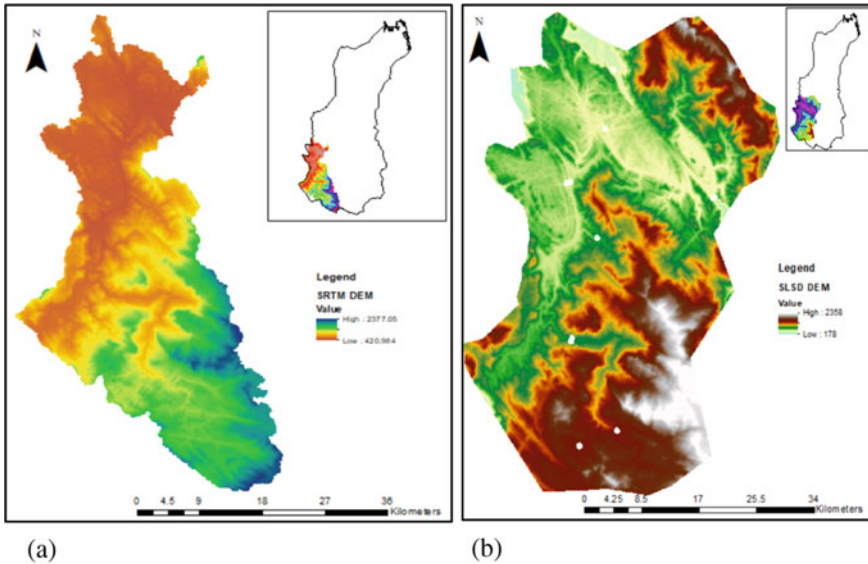 N
Legend
SRTM DEM
Value
High : 2377.05
Low : 420.984
0 4.5 9 18 27 36
Kilometers
(a)
N
Legend
SLSD DEM
Value
High : 2358
Low : 178
0 4.25 8.5 17 25.5 34
Kilometers
(b)